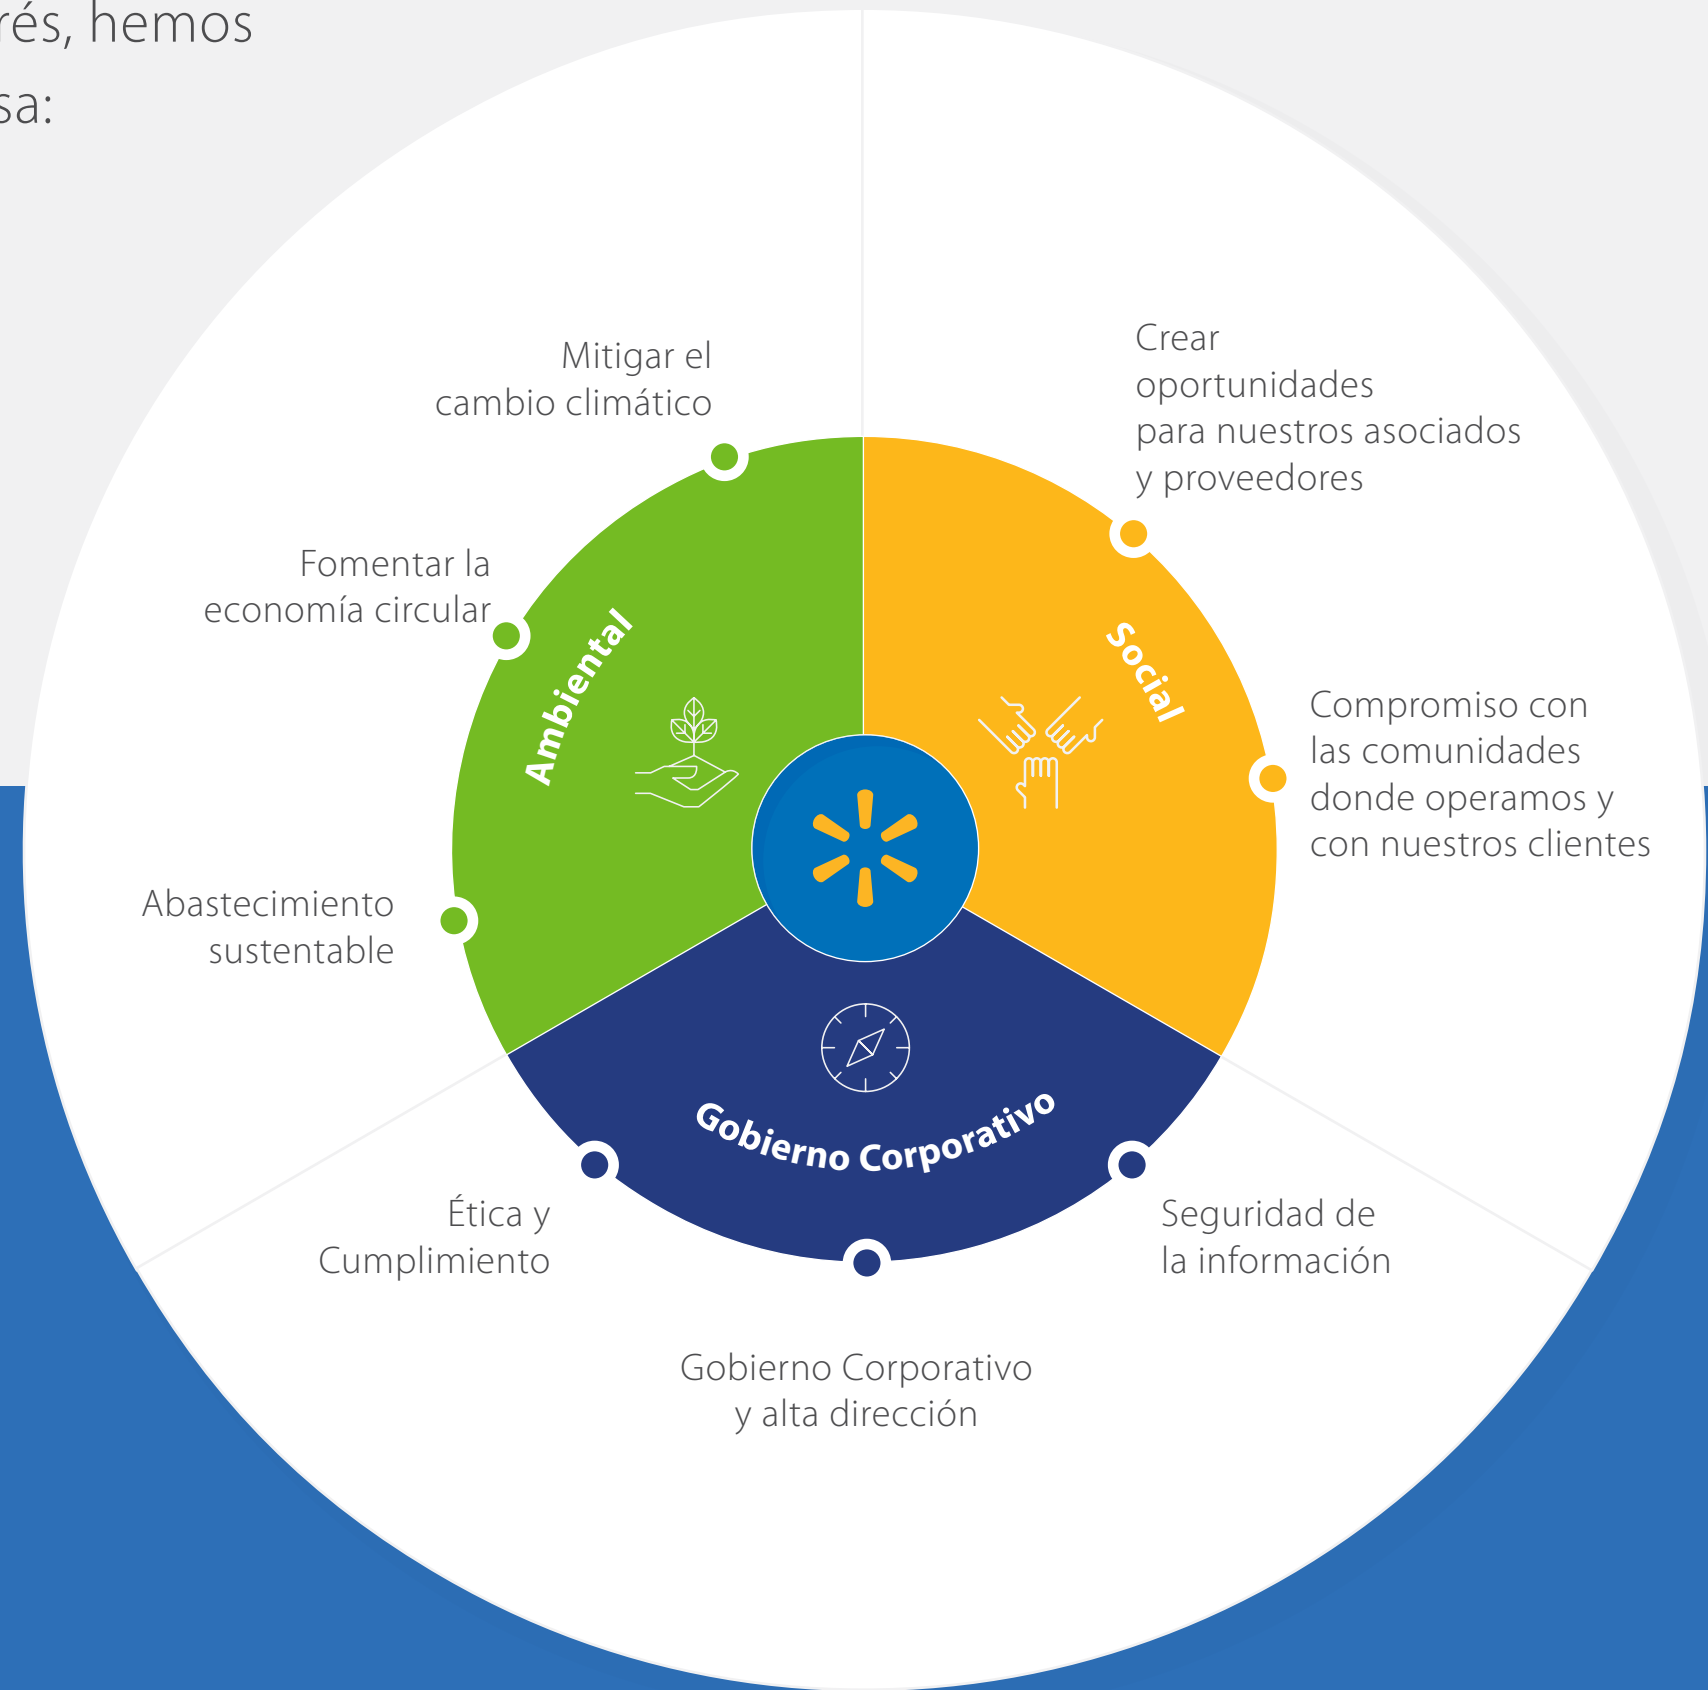 rés, hemos
sa:
Mitigar el
cambio climático
Fomentar la
economía circular
Abastecimiento
sustentable
Ambiental
Crear
oportunidades
para nuestros asociados
y proveedores
Compromiso con
las comunidades
donde operamos y
con nuestros clientes
Social
Gobierno Corporativo
Ética y
Cumplimiento
Gobierno Corporativo
y alta dirección
Seguridad de
la información